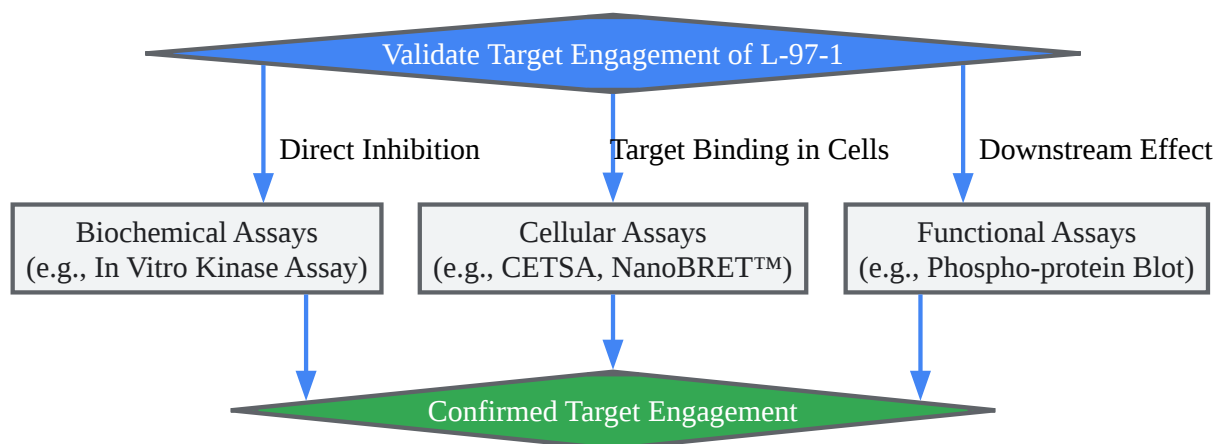 Validate Target Engagement of L-97-1
Direct Inhibition
Target Binding in Cells
Downstream Effect
Biochemical Assays
(e.g., In Vitro Kinase Assay)
Cellular Assays
(e.g., CETSA, NanoBRET™)
Functional Assays
(e.g., Phospho-protein Blot)
Confirmed Target Engagement